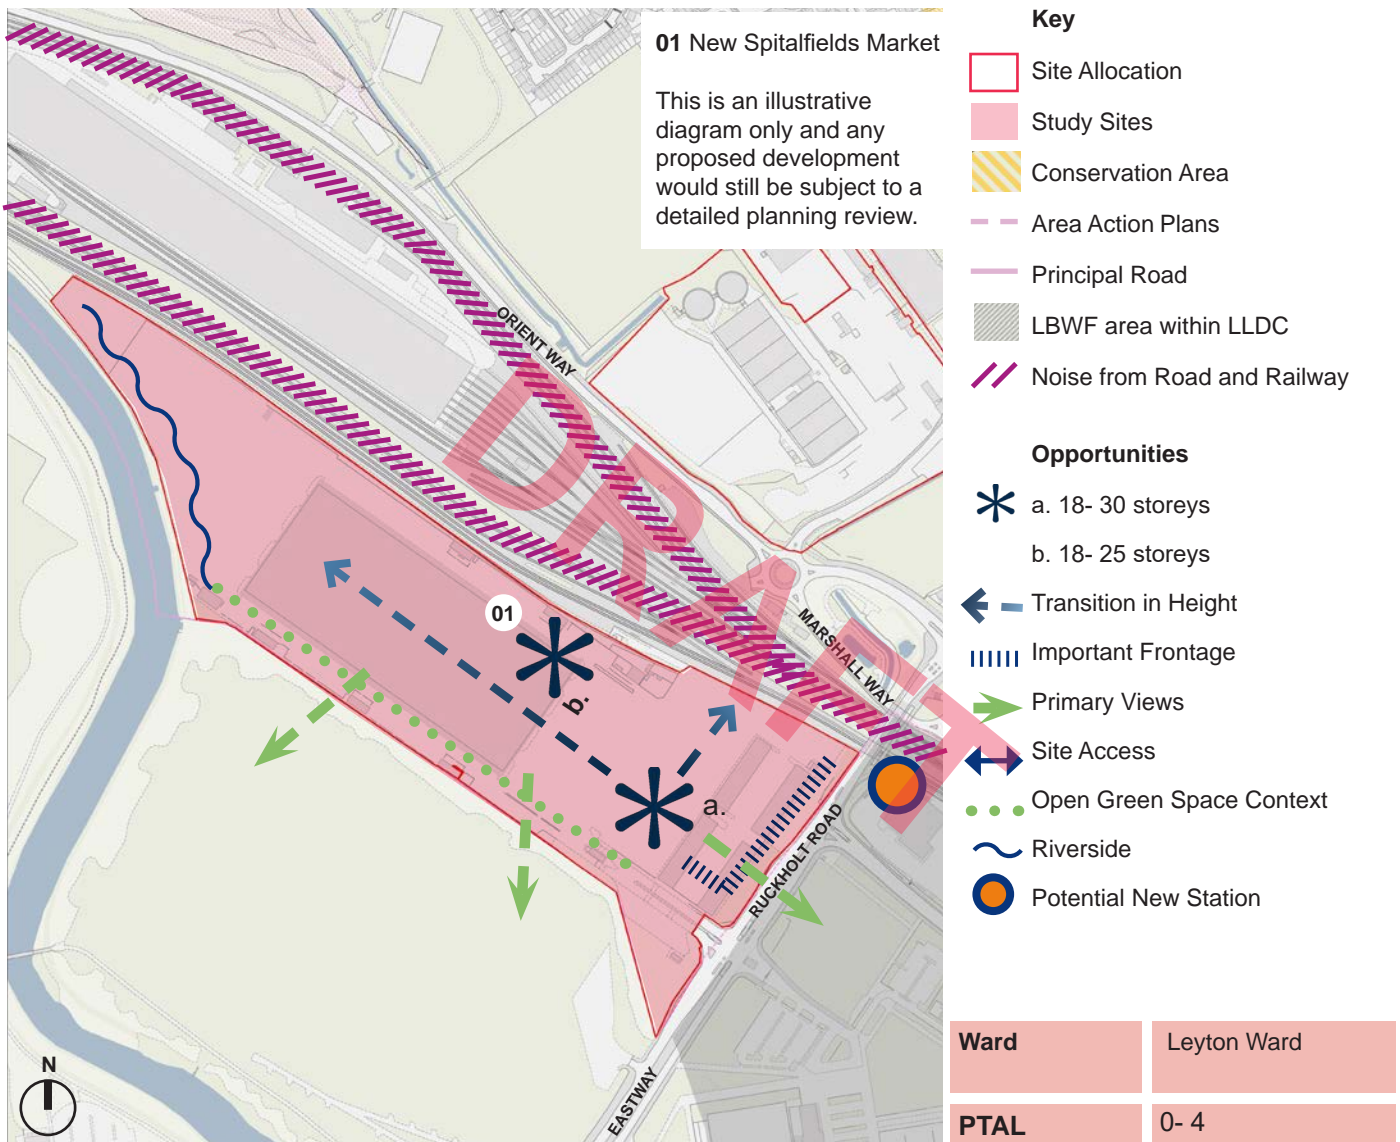 01 New Spitalfields Market
This is an illustrative
diagram only and any
proposed development
would still be subject to a
detailed planning review.
Key
Site Allocation
Study Sites
Conservation Area
Area Action Plans
Principal Road
LBWF area within LLDC
Noise from Road and Railway
Opportunities
a. 18- 30 storeys
b. 18- 25 storeys
Transition in Height
Important Frontage
Primary Views
Site Access
Open Green Space Context
Riverside
Potential New Station
ORIENT WAY
DRAFT
01
MARSHALL WAY
b.
a.
RUCKHOLT ROAD
EASTWAY
N
Ward
Leyton Ward
PTAL
0- 4